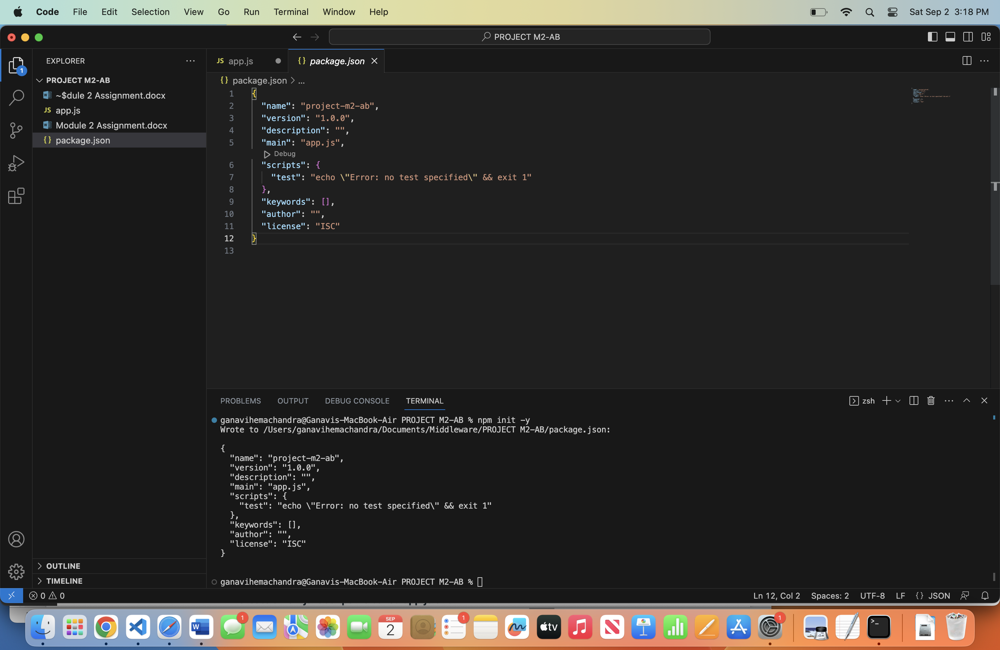 Code File Edit Selection View Go Run Terminal Window Help Sat Sep 2 3:18 PM
PROJECT M2-AB
EXPLORER
JS app.js
{} package.json
1
PROJECT M2-AB
{} package.json > ...
~$dule 2 Assignment.docx
JS app.js
Module 2 Assignment.docx
{} package.json
1 {
2 "name": "project-m2-ab",
3 "version": "1.0.0",
4 "description": "",
5 "main": "app.js",
Debug
6 "scripts": {
7 "test": "echo \"Error: no test specified\" && exit 1"
8 },
9 "keywords": [],
10 "author": "",
11 "license": "ISC"
12 }
13
PROBLEMS OUTPUT DEBUG CONSOLE TERMINAL zsh
ganavihemachandra@Ganavis-MacBook-Air PROJECT M2-AB % npm init -y
Wrote to /Users/ganavihemachandra/Documents/Middleware/PROJECT M2-AB/package.json:
{
"name": "project-m2-ab",
"version": "1.0.0",
"description": "",
"main": "app.js",
"scripts": {
"test": "echo \"Error: no test specified\" && exit 1"
},
"keywords": [],
"author": "",
"license": "ISC"
}
ganavihemachandra@Ganavis-MacBook-Air PROJECT M2-AB %
OUTLINE
TIMELINE
0 0
Ln 12, Col 2 Spaces: 2 UTF-8 LF {} JSON
W
1
SEP
2
1
tv
1
>_